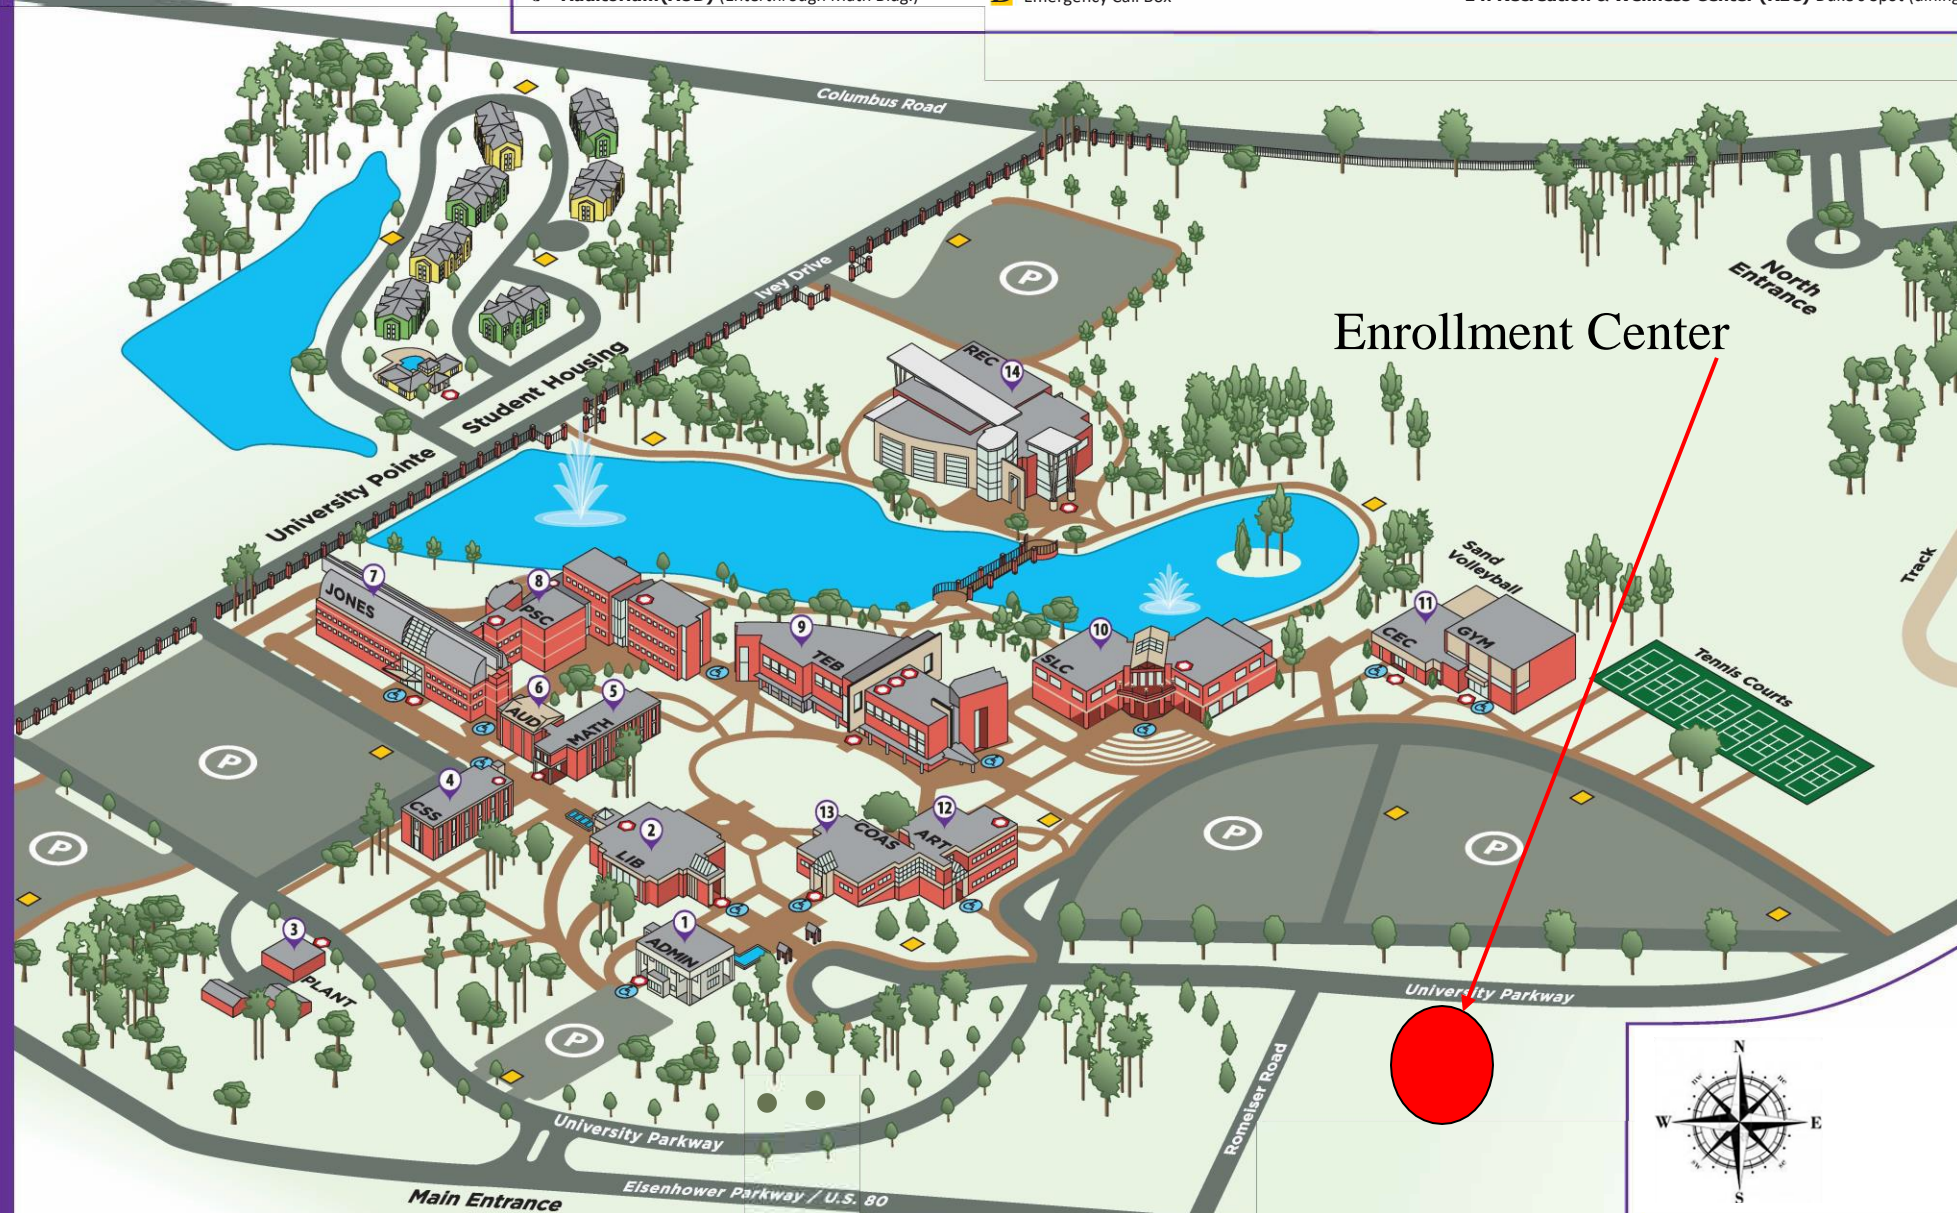 Emergency Call Box
Columbus Road
Ivey Drive
North
Entrance
Enrollment Center
Student Housing
University Pointe
REC
14
P
Sand
Volleyball
Track
7
JONES
8
PSC
9
TEB
10
SLC
11
CEC
GYM
Tennis Courts
6
AUD
5
MATH
P
4
CSS
2
LIB
13
COAS
12
ART
P
P
P
3
PLANT
1
ADMIN
P
University Parkway
Romeiser Road
University Parkway
Main Entrance
Eisenhower Parkway / U.S. 80
N
W
E
S